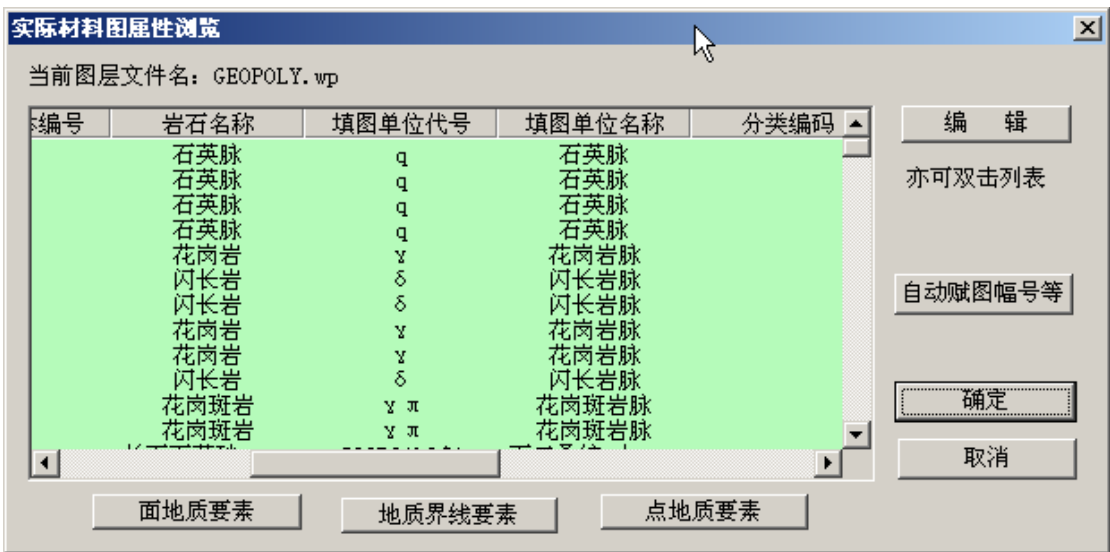 实际材料图属性浏览
当前图层文件名: GEOPOLY.wp
编号 岩石名称 填图单位代号 填图单位名称 分类编码
编 辑
石英脉 q 石英脉
亦可双击列表
石英脉 q 石英脉
石英脉 q 石英脉
石英脉 q 石英脉
花岗岩 γ 花岗岩脉
闪长岩 δ 闪长岩脉
自动赋图幅号等
闪长岩 δ 闪长岩脉
花岗岩 γ 花岗岩脉
花岗岩 γ 花岗岩脉
闪长岩 δ 闪长岩脉
花岗斑岩 γ π 花岗斑岩脉
确定
花岗斑岩 γ π 花岗斑岩脉
取消
面地质要素 地质界线要素 点地质要素